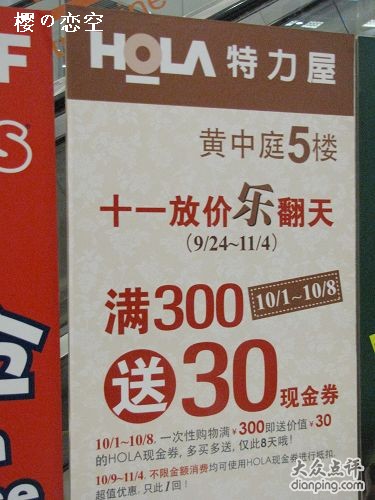 樱の恋空
HOLA 特力屋
黄中庭5楼
十一放价乐翻天
(9/24~11/4)
满300 10/1~10/8
送30现金券
10/1~10/8, 一次性购物满¥300即送价值¥30
的HOLA现金券, 多买多送, 仅此8天哦!
10/9~11/4. 不限金额消费均可使用HOLA现金券进行抵扣,
超值优惠, 只此1回!
大众点评
dianping.com